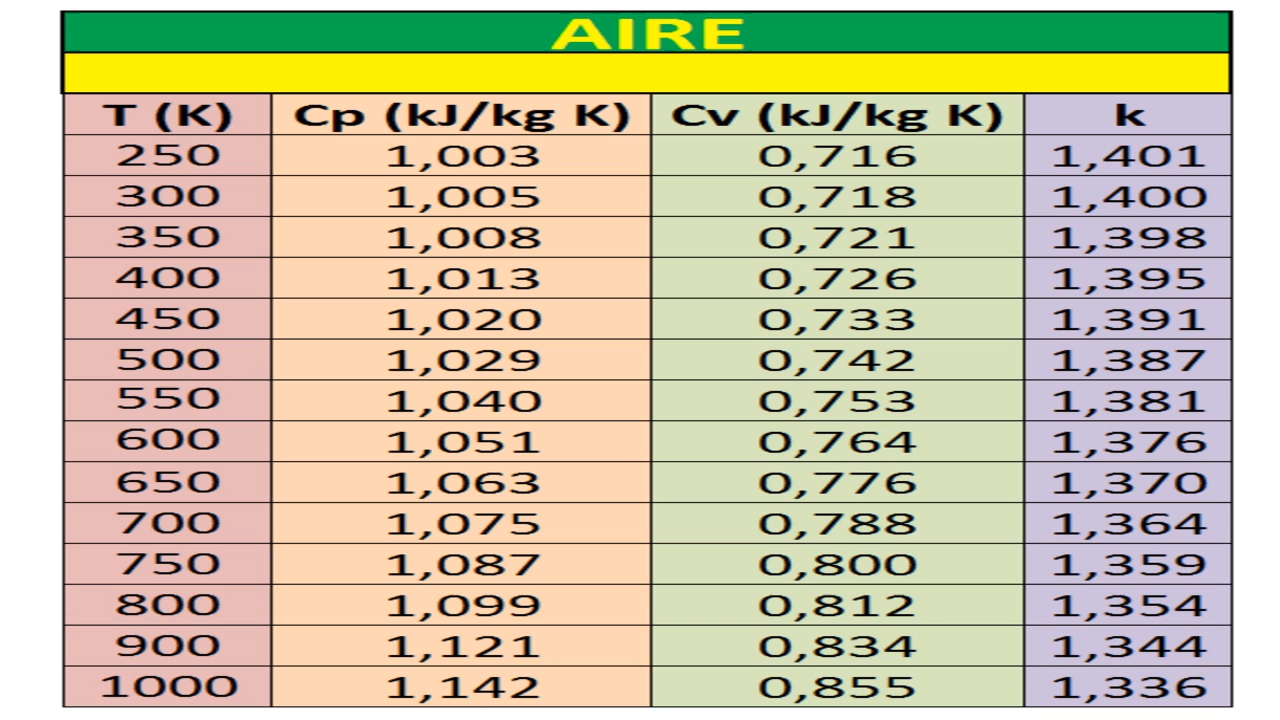 AIRE
T (K) Cp (kJ/kg K) Cv (kJ/kg K) k
250 1,003 0,716 1,401
300 1,005 0,718 1,400
350 1,008 0,721 1,398
400 1,013 0,726 1,395
450 1,020 0,733 1,391
500 1,029 0,742 1,387
550 1,040 0,753 1,381
600 1,051 0,764 1,376
650 1,063 0,776 1,370
700 1,075 0,788 1,364
750 1,087 0,800 1,359
800 1,099 0,812 1,354
900 1,121 0,834 1,344
1000 1,142 0,855 1,336